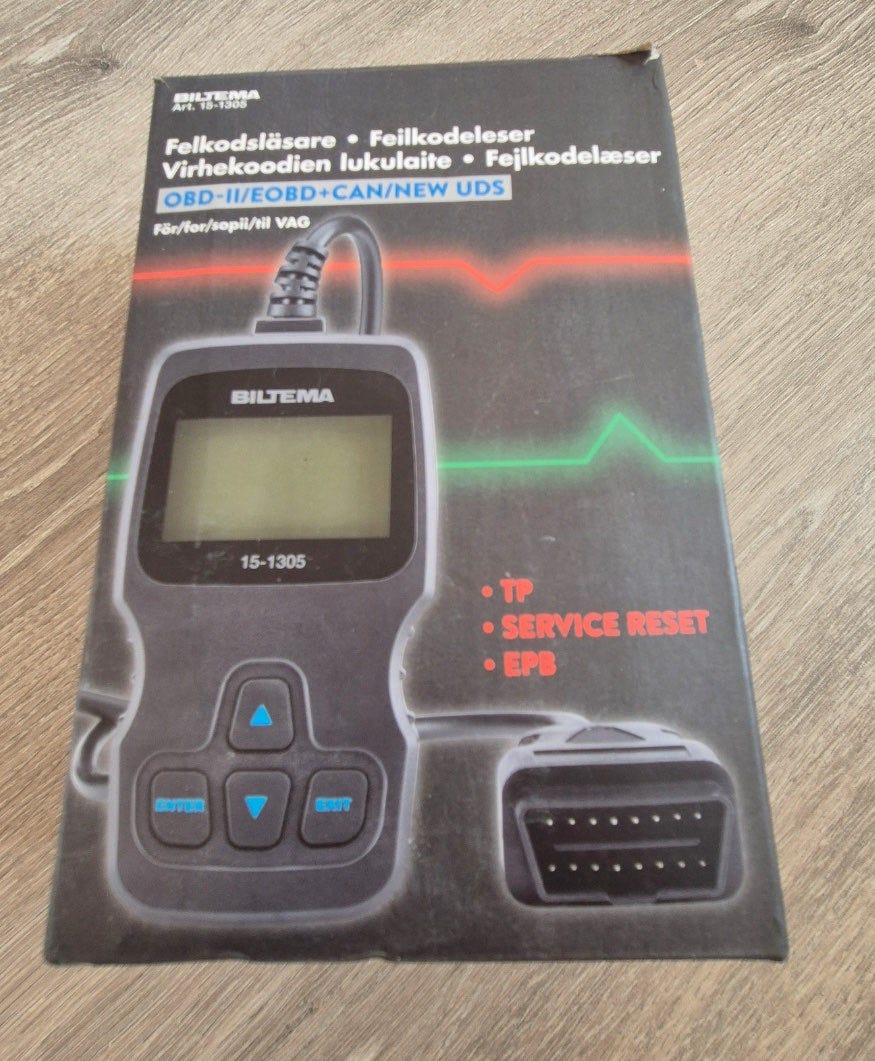 BILTEMA
Art. 15-1305
Felkodsläsare • Feilkodeleser
Virhekoodien lukulaite • Fejlkodelæser
OBD-II/EOBD+CAN/NEW UDS
För/for/sopii/til VAG
BILTEMA
15-1305
• TP
• SERVICE RESET
• EPB
ENTER
EXIT